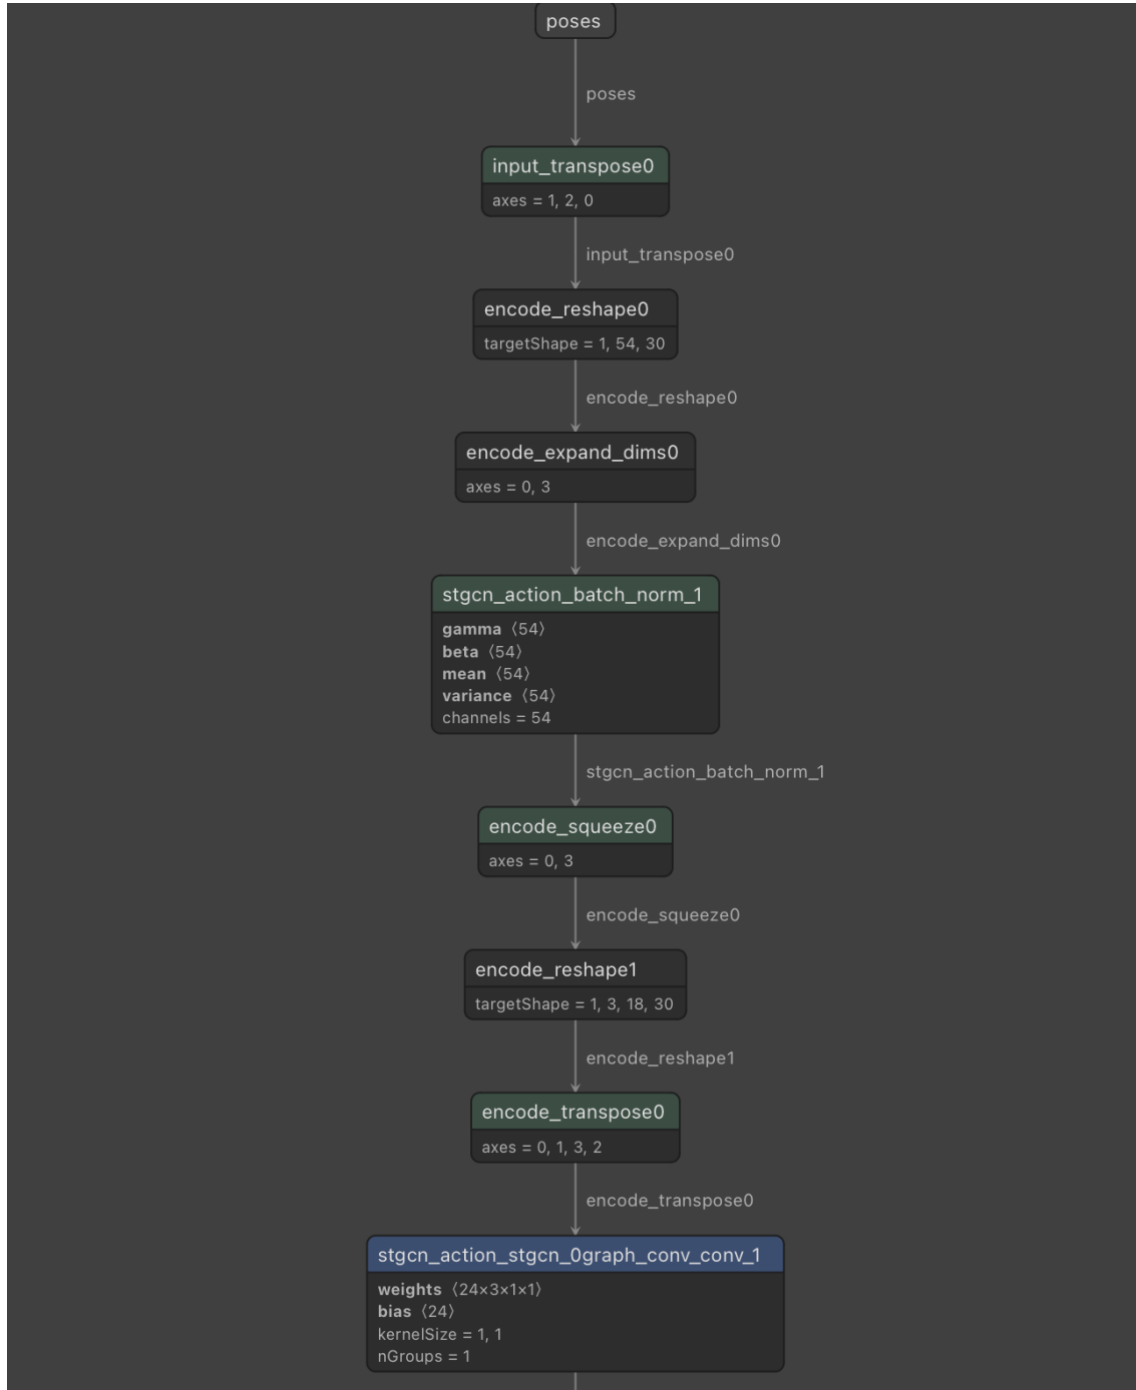 poses
poses
input_transpose0
axes = 1, 2, 0
input_transpose0
encode_reshape0
targetShape = 1, 54, 30
encode_reshape0
encode_expand_dims0
axes = 0, 3
encode_expand_dims0
stgcn_action_batch_norm_1
gamma ⟨54⟩
beta ⟨54⟩
mean ⟨54⟩
variance ⟨54⟩
channels = 54
stgcn_action_batch_norm_1
encode_squeeze0
axes = 0, 3
encode_squeeze0
encode_reshape1
targetShape = 1, 3, 18, 30
encode_reshape1
encode_transpose0
axes = 0, 1, 3, 2
encode_transpose0
stgcn_action_stgcn_0graph_conv_conv_1
weights ⟨24×3×1×1⟩
bias ⟨24⟩
kernelSize = 1, 1
nGroups = 1